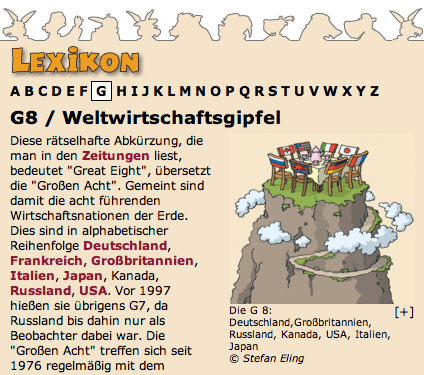 Lexikon
A B C D E F G H I J K L M N O P Q R S T U V W X Y Z
G8 / Weltwirtschaftsgipfel
Diese rätselhafte Abkürzung, die
man in den Zeitungen liest,
bedeutet "Great Eight", übersetzt
die "Großen Acht". Gemeint sind
damit die acht führenden
Wirtschaftsnationen der Erde.
Dies sind in alphabetischer
Reihenfolge Deutschland,
Frankreich, Großbritannien,
Italien, Japan, Kanada,
Russland, USA. Vor 1997
hießen sie übrigens G7, da
Russland bis dahin nur als
Beobachter dabei war. Die
"Großen Acht" treffen sich seit
1976 regelmäßig mit dem
Die G 8: [+]
Deutschland,Großbritannien,
Russland, Kanada, USA, Italien,
Japan
© Stefan Eling